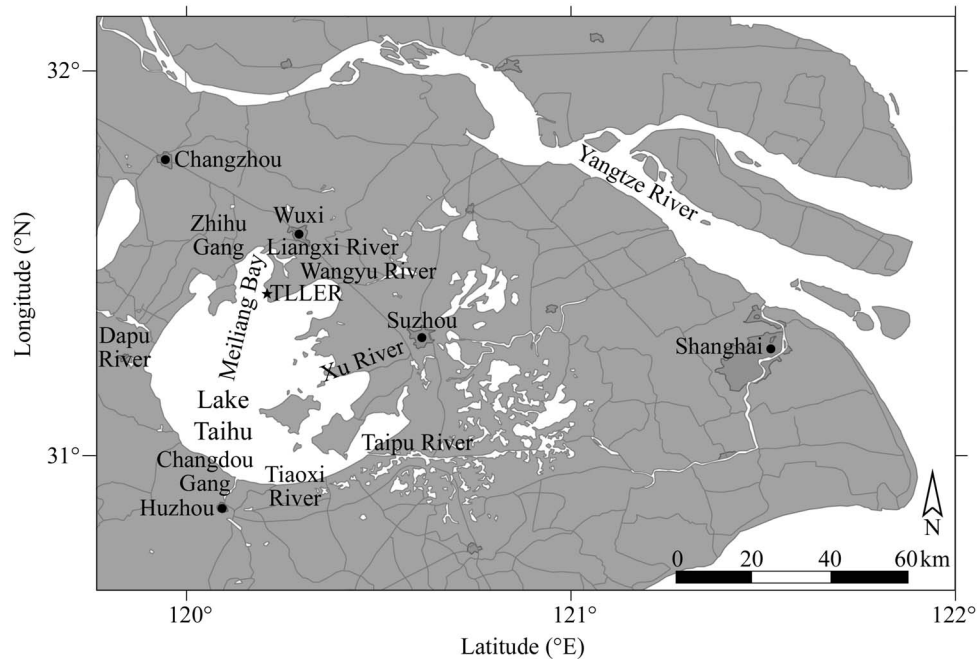 32°
Yangtze River
Changzhou
Zhihu
Gang
Wuxi
Liangxi River
Wangyu River
Meiliang Bay
TLLER
Longitude (°N)
Dapu
River
Suzhou
Xu River
Shanghai
Lake
Taihu
31°
Taipu River
Changdou
Gang
Tiaoxi
River
Huzhou
N
0 20 40 60 km
120° 121° 122°
Latitude (°E)